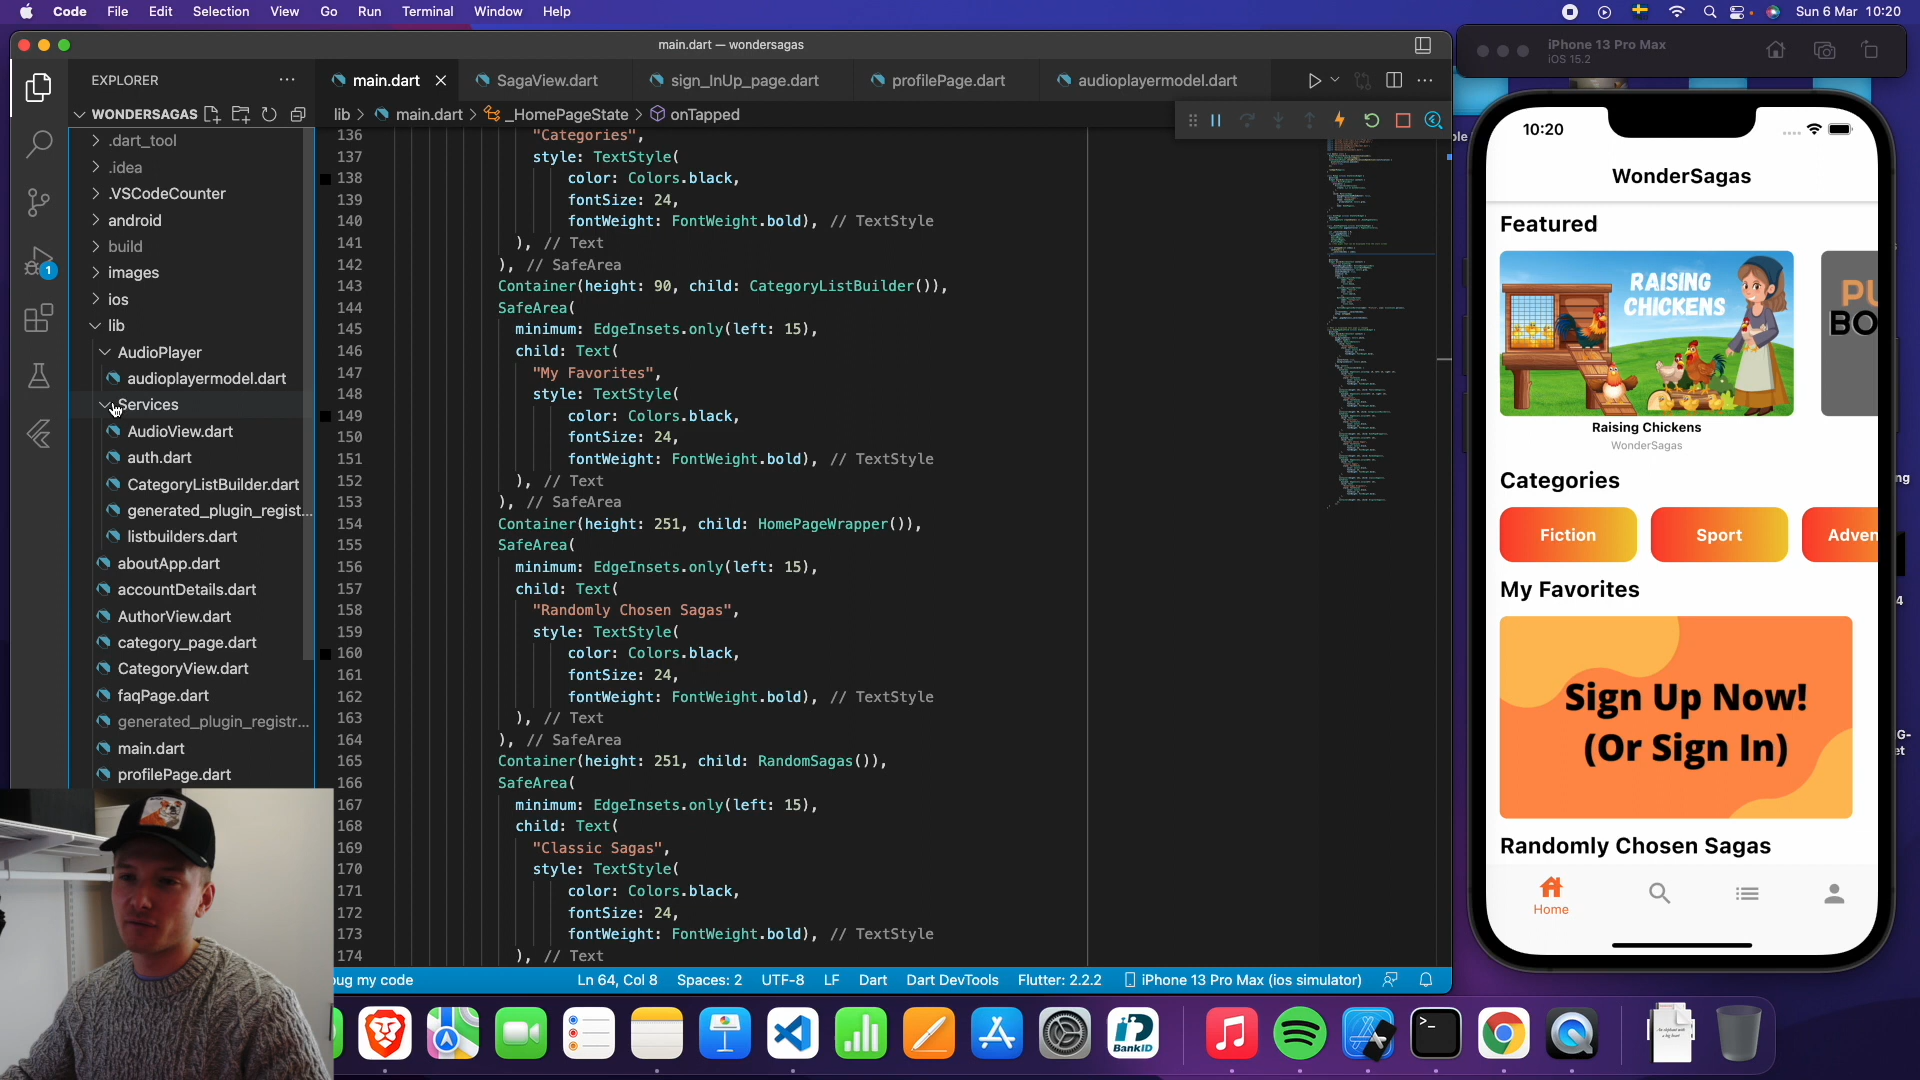 Code File Edit Selection View Go Run Terminal Window Help
Sun 6 Mar 10:20
main.dart — wondersagas
iPhone 13 Pro Max
iOS 15.2
EXPLORER
main.dart
SagaView.dart
sign_InUp_page.dart
profilePage.dart
audioplayermodel.dart
WONDERSAGAS
lib > main.dart > _HomePageState > onTapped
.dart_tool
.idea
.VSCodeCounter
android
build
images
ios
lib
AudioPlayer
audioplayermodel.dart
Services
AudioView.dart
auth.dart
CategoryListBuilder.dart
generated_plugin_regist...
listbuilders.dart
aboutApp.dart
accountDetails.dart
AuthorView.dart
category_page.dart
CategoryView.dart
faqPage.dart
generated_plugin_registr...
main.dart
profilePage.dart
1
136 "Categories",
137 style: TextStyle(
138 color: Colors.black,
139 fontSize: 24,
140 fontWeight: FontWeight.bold), // TextStyle
141 ), // Text
142 ), // SafeArea
143 Container(height: 90, child: CategoryListBuilder()),
144 SafeArea(
145 minimum: EdgeInsets.only(left: 15),
146 child: Text(
147 "My Favorites",
148 style: TextStyle(
149 color: Colors.black,
150 fontSize: 24,
151 fontWeight: FontWeight.bold), // TextStyle
152 ), // Text
153 ), // SafeArea
154 Container(height: 251, child: HomePageWrapper()),
155 SafeArea(
156 minimum: EdgeInsets.only(left: 15),
157 child: Text(
158 "Randomly Chosen Sagas",
159 style: TextStyle(
160 color: Colors.black,
161 fontSize: 24,
162 fontWeight: FontWeight.bold), // TextStyle
163 ), // Text
164 ), // SafeArea
165 Container(height: 251, child: RandomSagas()),
166 SafeArea(
167 minimum: EdgeInsets.only(left: 15),
168 child: Text(
169 "Classic Sagas",
170 style: TextStyle(
171 color: Colors.black,
172 fontSize: 24,
173 fontWeight: FontWeight.bold), // TextStyle
174 ), // Text
ug my code
Ln 64, Col 8 Spaces: 2 UTF-8 LF Dart Dart DevTools Flutter: 2.2.2 iPhone 13 Pro Max (ios simulator)
10:20
WonderSagas
Featured
RAISING
CHICKENS
PU
BO
Raising Chickens
WonderSagas
Categories
Fiction
Sport
Adven
My Favorites
Sign Up Now!
(Or Sign In)
Randomly Chosen Sagas
Home
BankID